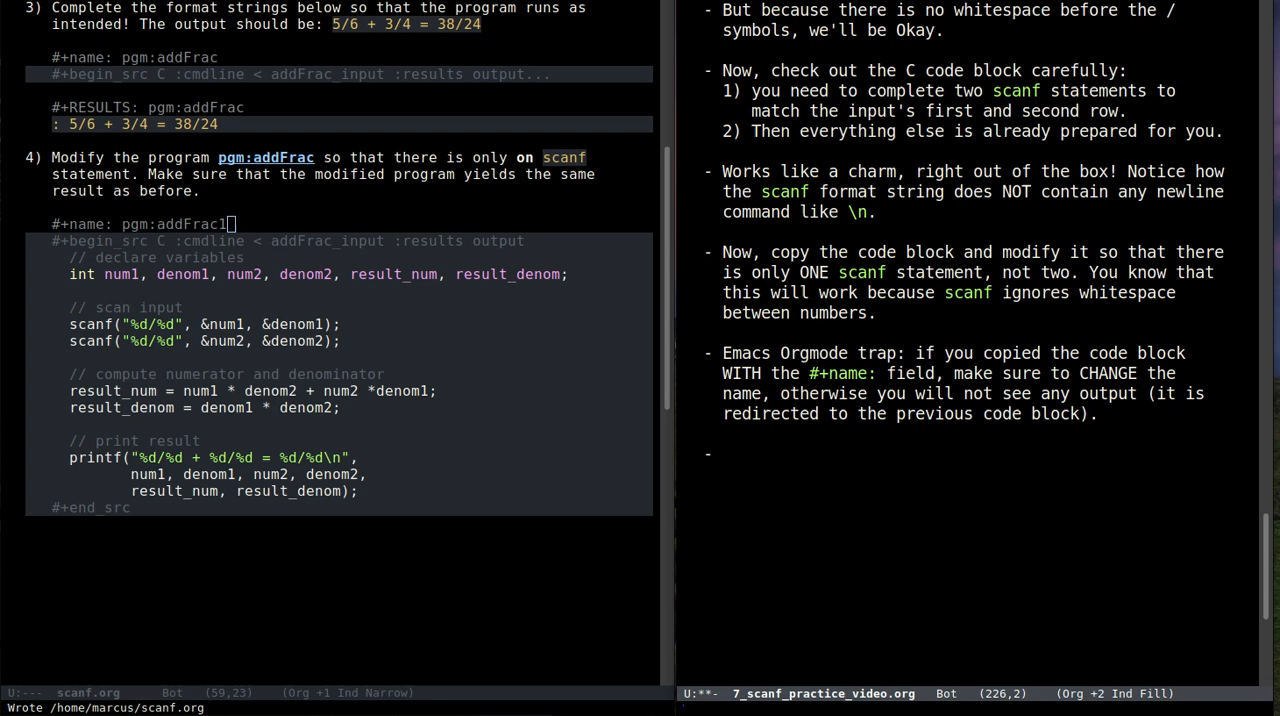 3) Complete the format strings below so that the program runs as
intended! The output should be: 5/6 + 3/4 = 38/24
#+name: pgm:addFrac
#+begin_src C :cmdline < addFrac_input :results output...
#+RESULTS: pgm:addFrac
: 5/6 + 3/4 = 38/24
4) Modify the program pgm:addFrac so that there is only on scanf
statement. Make sure that the modified program yields the same
result as before.
#+name: pgm:addFrac1
#+begin_src C :cmdline < addFrac_input :results output
// declare variables
int num1, denom1, num2, denom2, result_num, result_denom;
// scan input
scanf("%d/%d", &num1, &denom1);
scanf("%d/%d", &num2, &denom2);
// compute numerator and denominator
result_num = num1 * denom2 + num2 *denom1;
result_denom = denom1 * denom2;
// print result
printf("%d/%d + %d/%d = %d/%d\n",
num1, denom1, num2, denom2,
result_num, result_denom);
#+end_src
U:--- scanf.org Bot (59,23) (Org +1 Ind Narrow)
Wrote /home/marcus/scanf.org
- But because there is no whitespace before the /
symbols, we'll be Okay.
- Now, check out the C code block carefully:
1) you need to complete two scanf statements to
match the input's first and second row.
2) Then everything else is already prepared for you.
- Works like a charm, right out of the box! Notice how
the scanf format string does NOT contain any newline
command like \n.
- Now, copy the code block and modify it so that there
is only ONE scanf statement, not two. You know that
this will work because scanf ignores whitespace
between numbers.
- Emacs Orgmode trap: if you copied the code block
WITH the #+name: field, make sure to CHANGE the
name, otherwise you will not see any output (it is
redirected to the previous code block).
-
U:**- 7_scanf_practice_video.org Bot (226,2) (Org +2 Ind Fill)